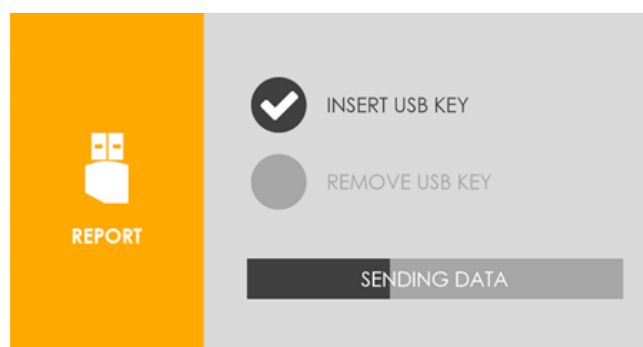 INSERT USB KEY
REMOVE USB KEY
REPORT
SENDING DATA